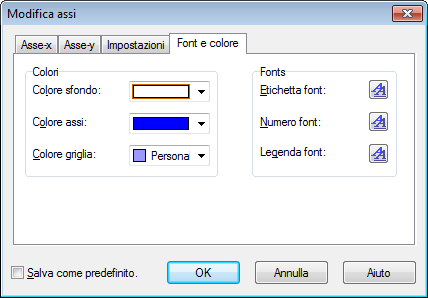 Modifica assi
Asse-x Asse-y Impostazioni Font e colore
Colori
Colore sfondo:
Colore assi:
Colore griglia: Persona
Fonts
Etichetta font:
Numero font:
Legenda font:
Salva come predefinito. OK Annulla Aiuto